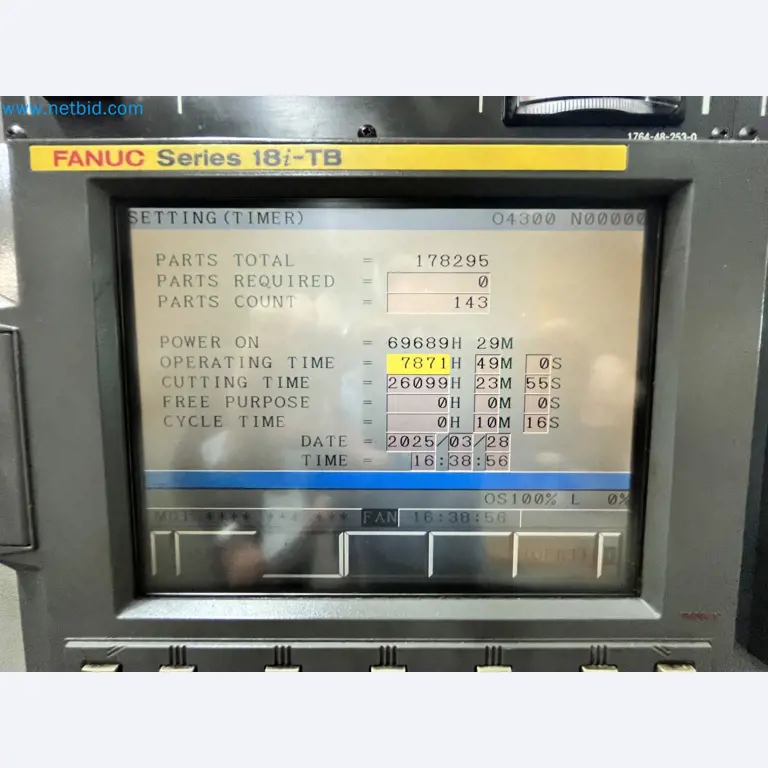 www.netbid.com
1764-48-253-0
FANUC Series 18i-TB
SETTING(TIMER) O4300 N00000
PARTS TOTAL = 178295
PARTS REQUIRED = 0
PARTS COUNT = 143
POWER ON = 69689H 29M
OPERATING TIME = 7871H 49M 0S
CUTTING TIME = 26099H 23M 55S
FREE PURPOSE = 0H 0M 0S
CYCLE TIME = 0H 10M 16S
DATE = 2025/03/28
TIME = 16:38:56
OS100% L 0%
**** *** *** FAN 16:38:56